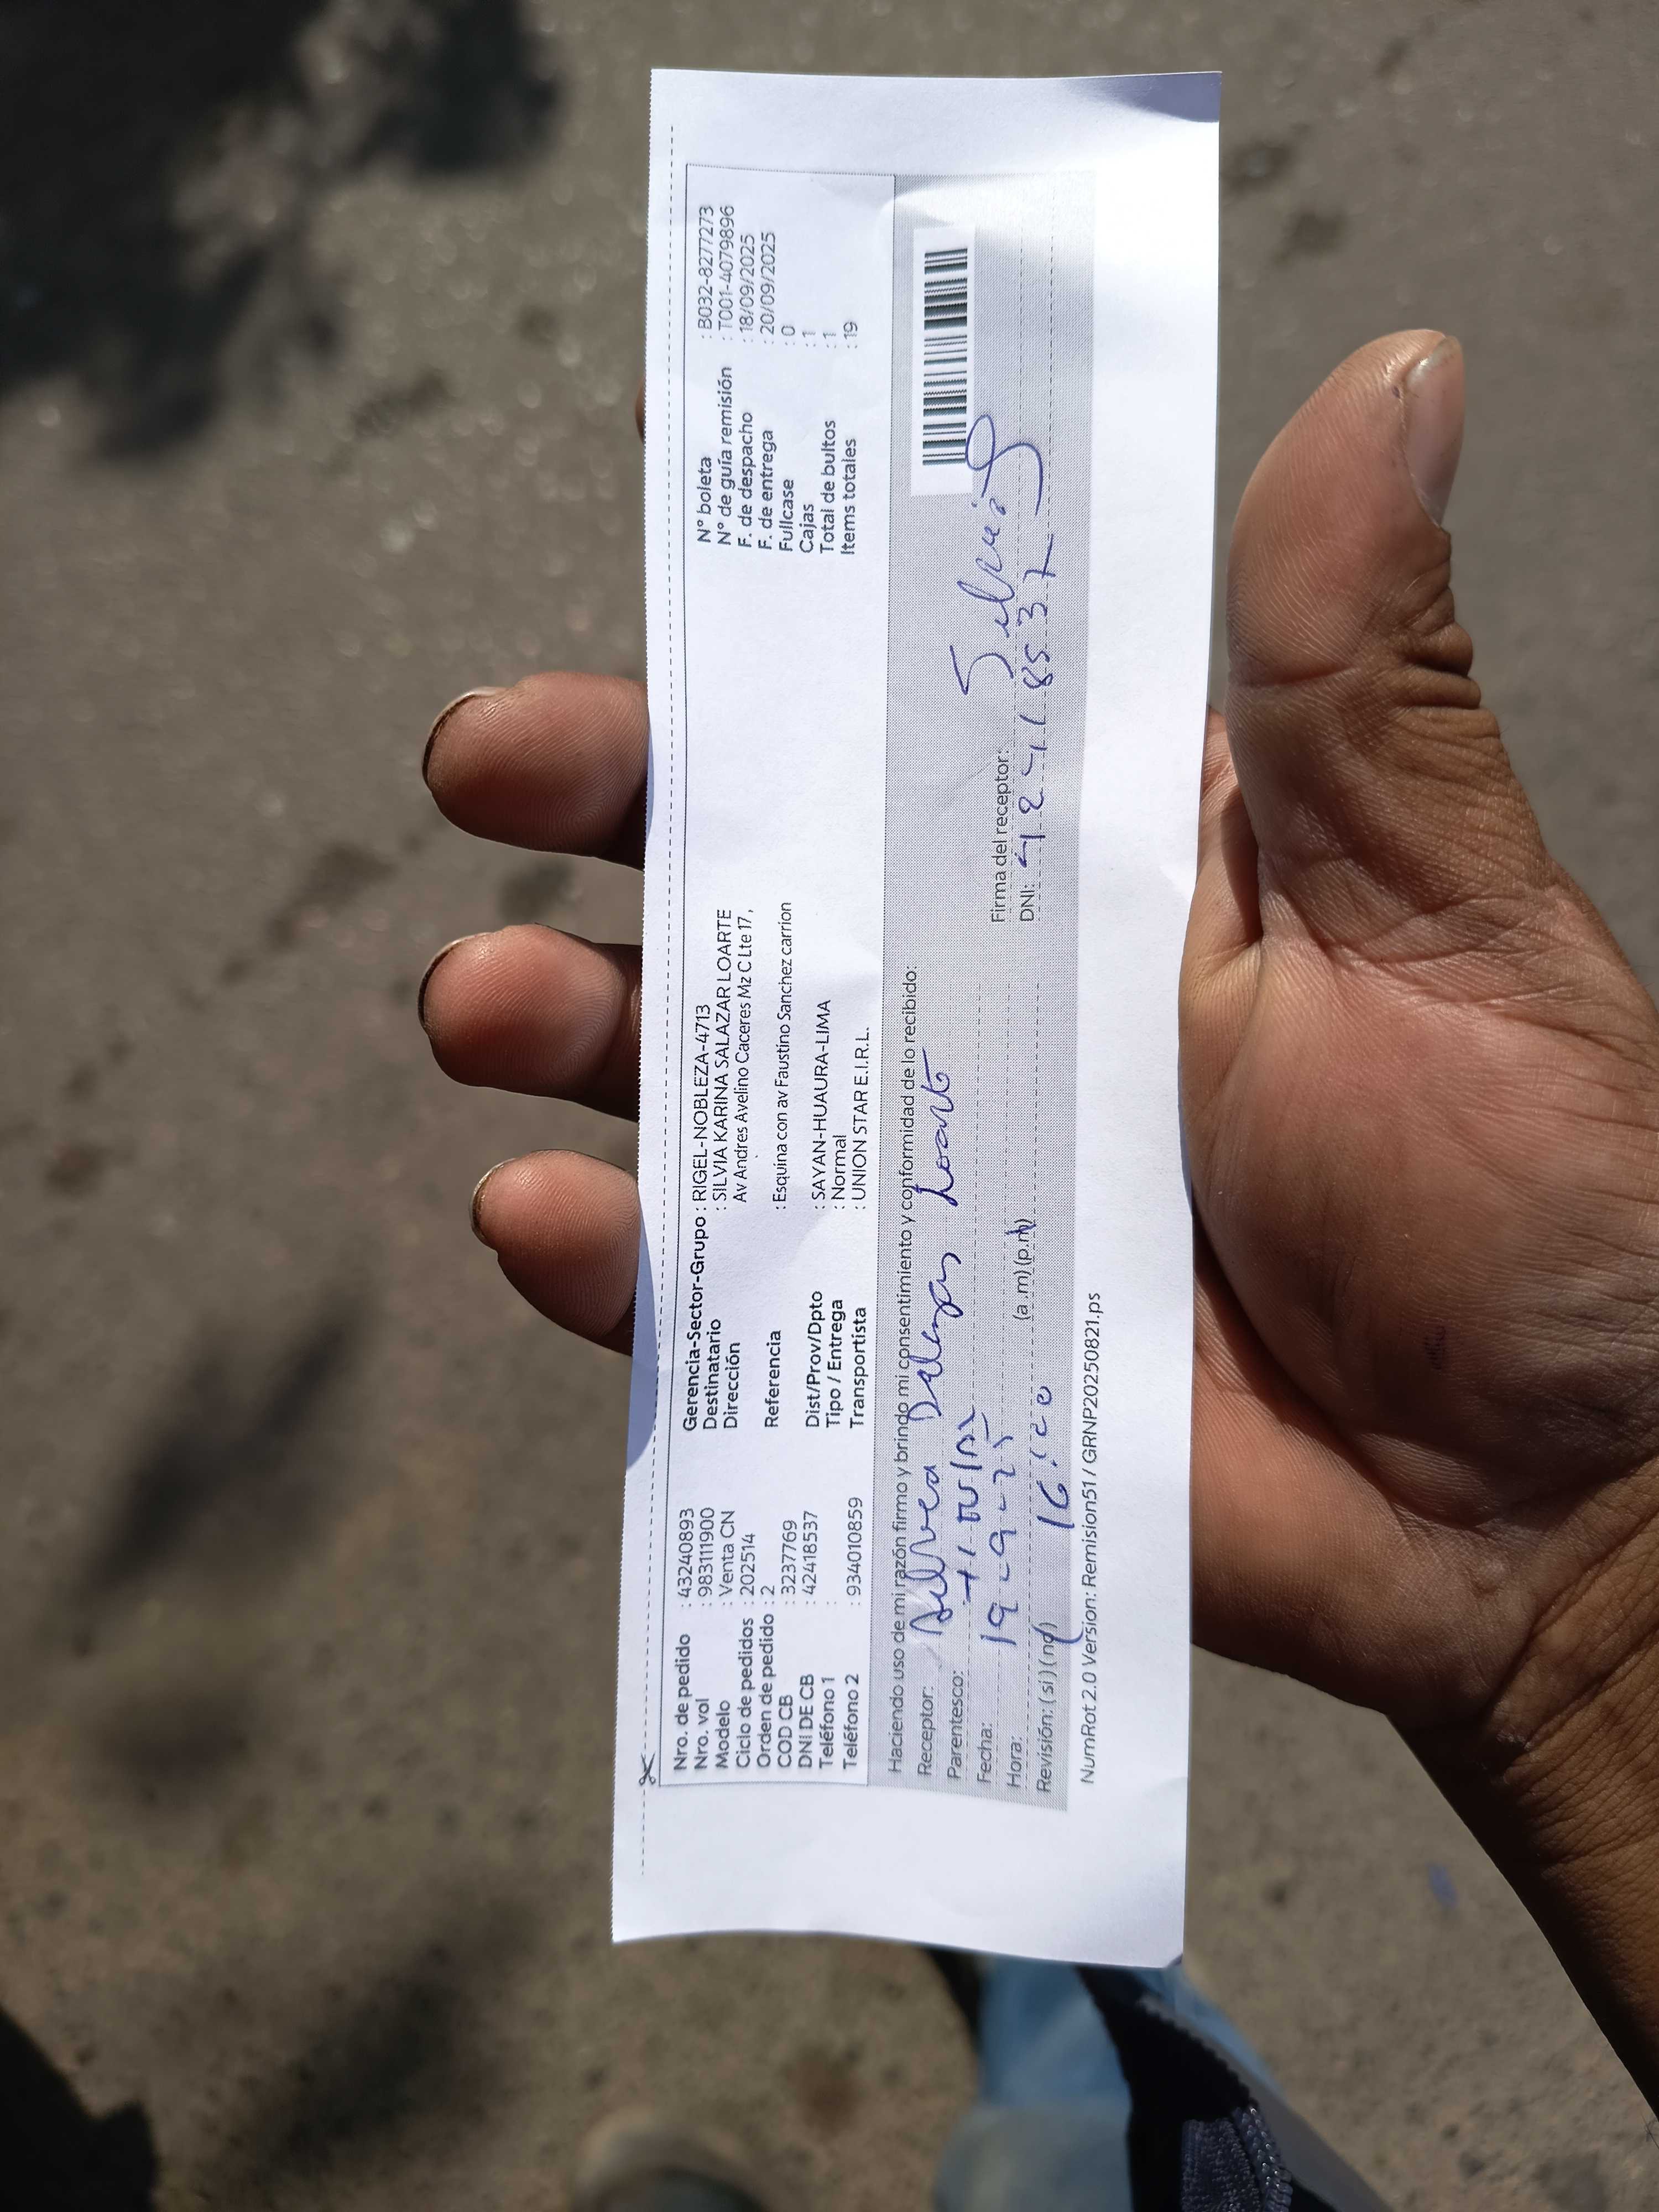 Nro. de pedido : 43240893
Nro. vol : 983111900
Modelo : Venta CN
Ciclo de pedidos : 202514
Orden de pedido : 2
COD CB : 3237769
DNI DE CB : 42418537
Teléfono 1 :
Teléfono 2 : 934010859
Gerencia-Sector-Grupo : RIGEL-NOBLEZA-4713
Destinatario : SILVIA KARINA SALAZAR LOARTE
Dirección Av Andres Avelino Caceres Mz C Lte 17,
Referencia : Esquina con av Faustino Sanchez carrion
Dist/Prov/Dpto : SAYAN-HUAURA-LIMA
Tipo / Entrega : Normal
Transportista : UNION STAR E.I.R.L.
N° boleta : B032-82777273
N° de guía remisión : T001-4079896
F. de despacho : 18/09/2025
F. de entrega : 20/09/2025
Fullcase : 0
Cajas : 1
Total de bultos : 1
Items totales : 19
Haciendo uso de mi razón firmo y brindo mi consentimiento y conformidad de lo recibido:
Receptor: Loarte
Parentesco:
Fecha: 19-9-25
Hora: (a .m) (p.m)
Revisión: (si) (no)
Firma del receptor:
DNI: 42418537
NumRot 2.0 Version: Remision51 / GRNP20250821.ps